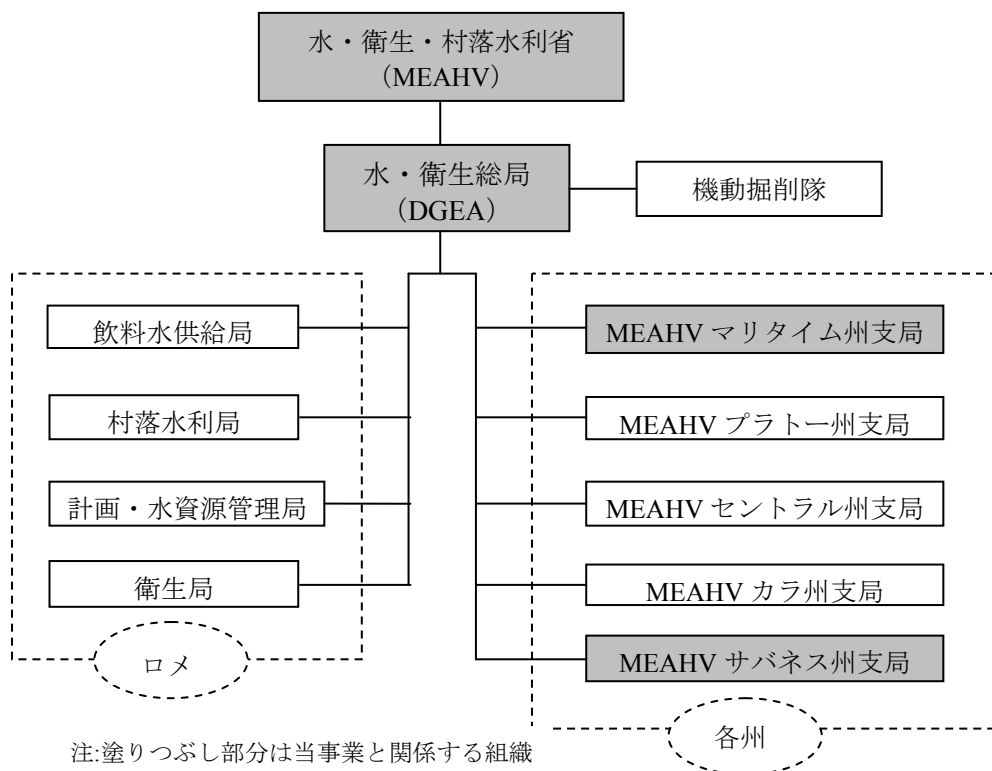 水・衛生・村落水利省
（MEAHV）
水・衛生総局
（DGEA）
機動掘削隊
飲料水供給局
村落水利局
計画・水資源管理局
衛生局
ロメ
MEAHV マリタイム州支局
MEAHV プラトー州支局
MEAHV セントラル州支局
MEAHV カラ州支局
MEAHV サバネス州支局
各州
注:塗りつぶし部分は当事業と関係する組織